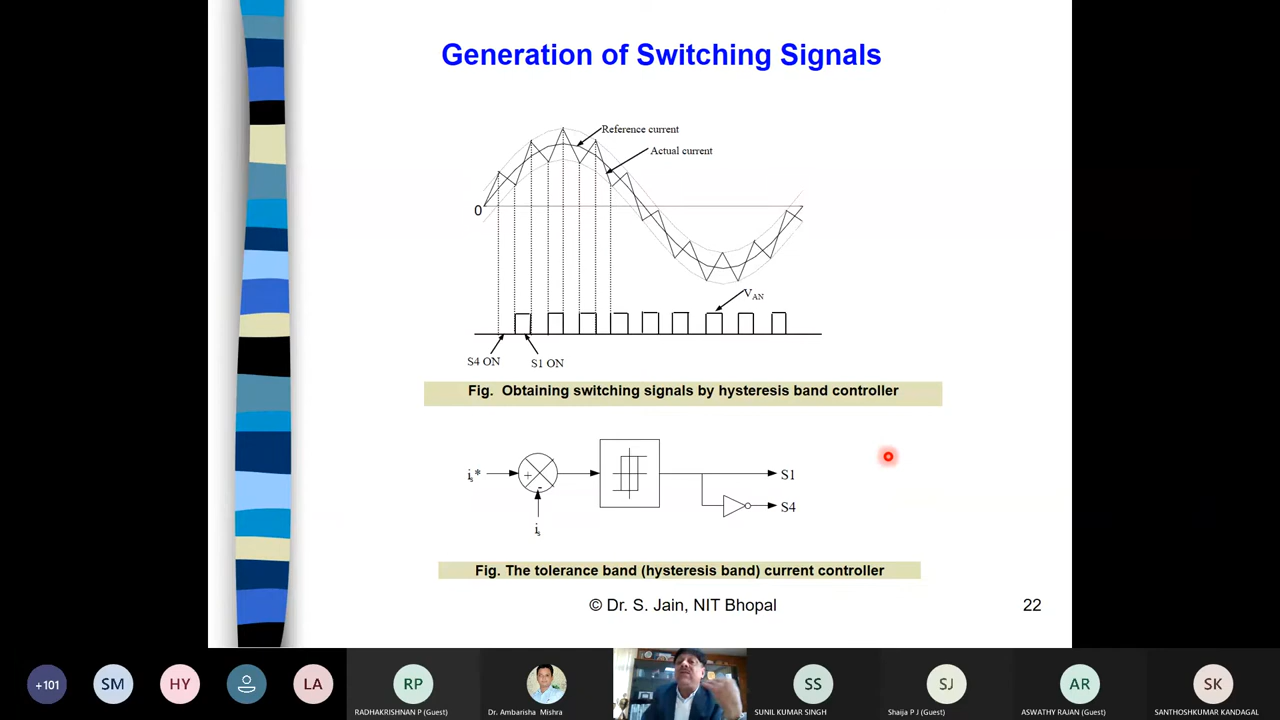 Generation of Switching Signals
Reference current
Actual current
0
VAN
S4 ON
S1 ON
Fig. Obtaining switching signals by hysteresis band controller
is*
+
-
is
S1
S4
Fig. The tolerance band (hysteresis band) current controller
© Dr. S. Jain, NIT Bhopal
22
+101
SM
HY
LA
RP
RADHAKRISHNAN P (Guest)
Dr. Ambarisha Mishra
SS
SUNIL KUMAR SINGH
SJ
Shaija P J (Guest)
AR
ASWATHY RAJAN (Guest)
SK
SANTHOSHKUMAR KANDAGAL